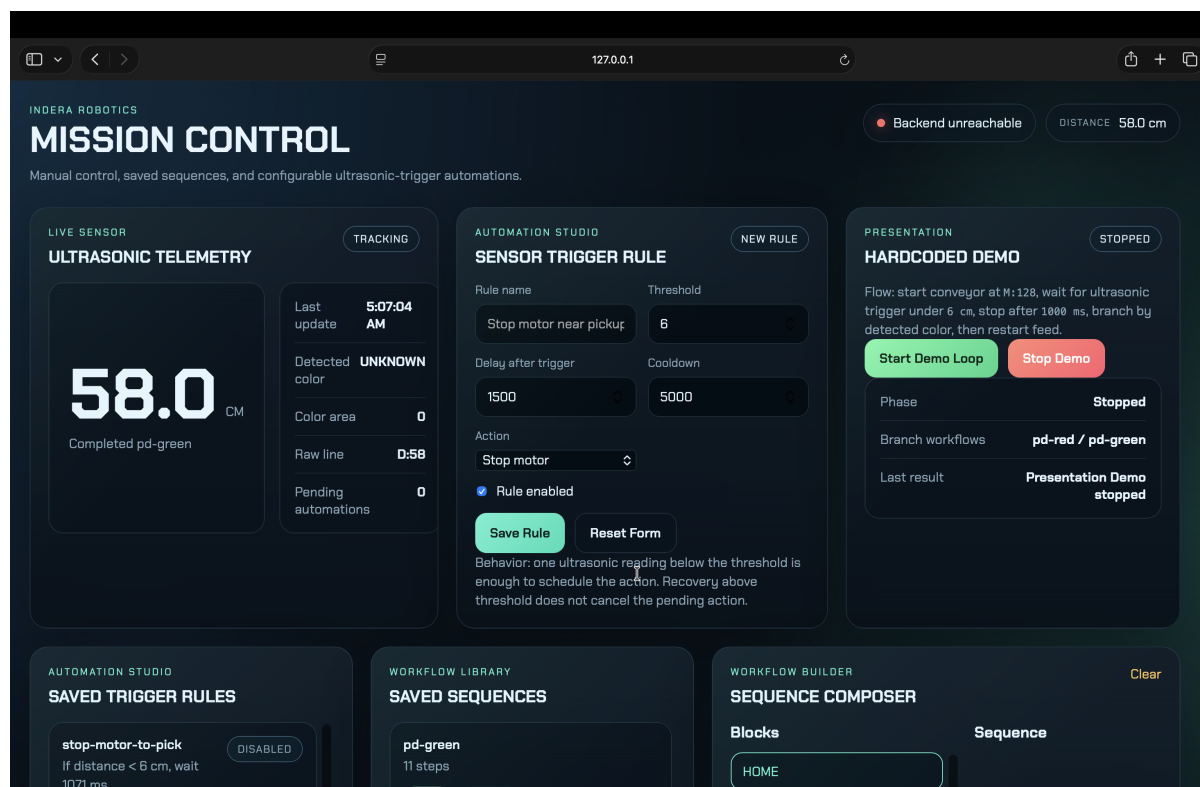 127.0.0.1
INDERA ROBOTICS
MISSION CONTROL
Manual control, saved sequences, and configurable ultrasonic-trigger automations.
Backend unreachable
DISTANCE 58.0 cm
LIVE SENSOR
ULTRASONIC TELEMETRY
TRACKING
58.0 CM
Completed pd-green
Last update 5:07:04 AM
Detected color UNKNOWN
Color area 0
Raw line D:58
Pending automations 0
AUTOMATION STUDIO
SENSOR TRIGGER RULE
NEW RULE
Rule name
Threshold
Stop motor near pickup
6
Delay after trigger
Cooldown
1500
5000
Action
Stop motor
Rule enabled
Save Rule
Reset Form
Behavior: one ultrasonic reading below the threshold is
enough to schedule the action. Recovery above
threshold does not cancel the pending action.
PRESENTATION
HARDCODED DEMO
STOPPED
Flow: start conveyor at M:128, wait for ultrasonic
trigger under 6 cm, stop after 1000 ms, branch by
detected color, then restart feed.
Start Demo Loop
Stop Demo
Phase Stopped
Branch workflows pd-red / pd-green
Last result Presentation Demo
stopped
AUTOMATION STUDIO
SAVED TRIGGER RULES
stop-motor-to-pick
DISABLED
If distance < 6 cm, wait
1071 ms
WORKFLOW LIBRARY
SAVED SEQUENCES
pd-green
11 steps
WORKFLOW BUILDER
SEQUENCE COMPOSER
Clear
Blocks
Sequence
HOME